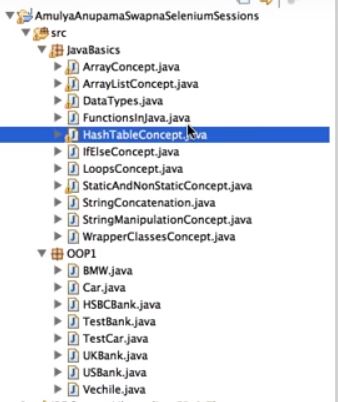 AmulyaAnupamaSwapnaSeleniumSessions
src
JavaBasics
ArrayConcept.java
ArrayListConcept.java
DataTypes.java
FunctionsInJava.java
HashTableConcept.java
IfElseConcept.java
LoopsConcept.java
StaticAndNonStaticConcept.java
StringConcatenation.java
StringManipulationConcept.java
WrapperClassesConcept.java
OOP1
BMW.java
Car.java
HSBCBank.java
TestBank.java
TestCar.java
UKBank.java
USBank.java
Vechile.java